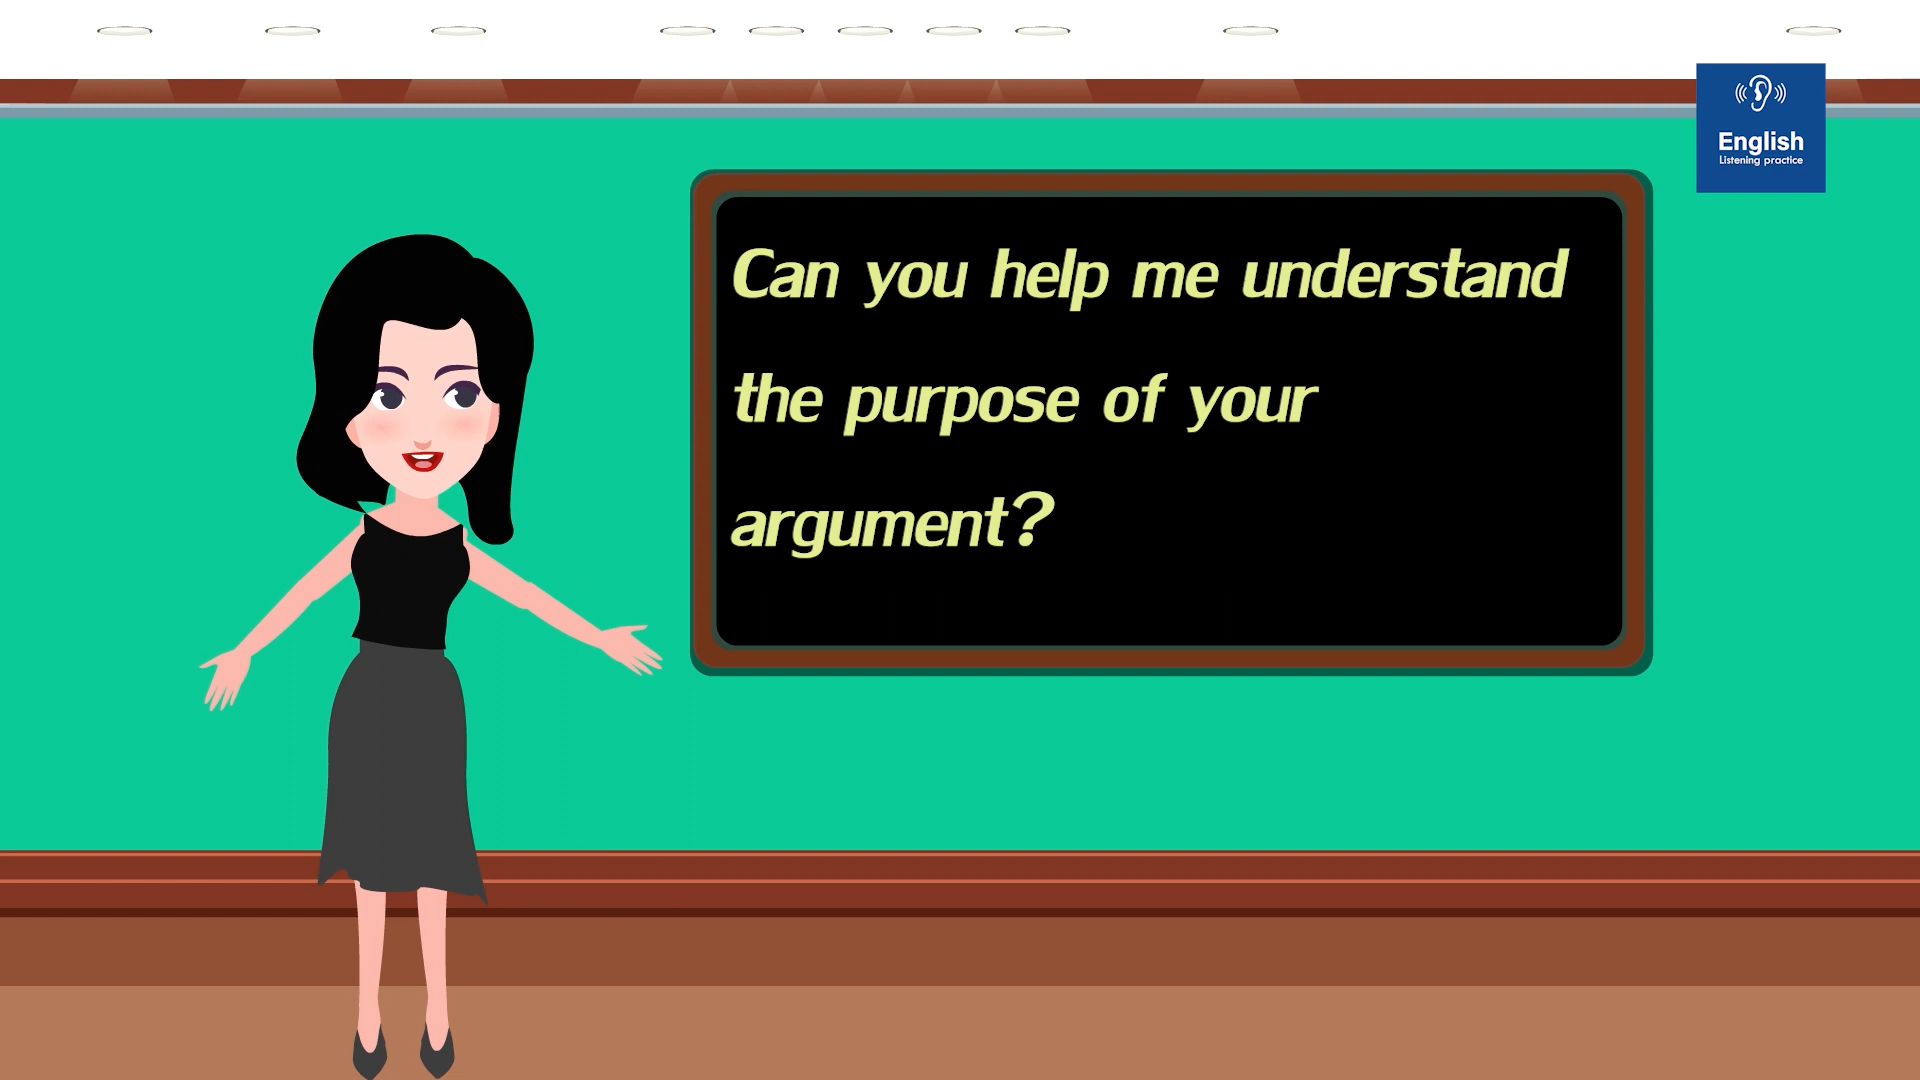 English
Listening practice
Can you help me understand
the purpose of your
argument?